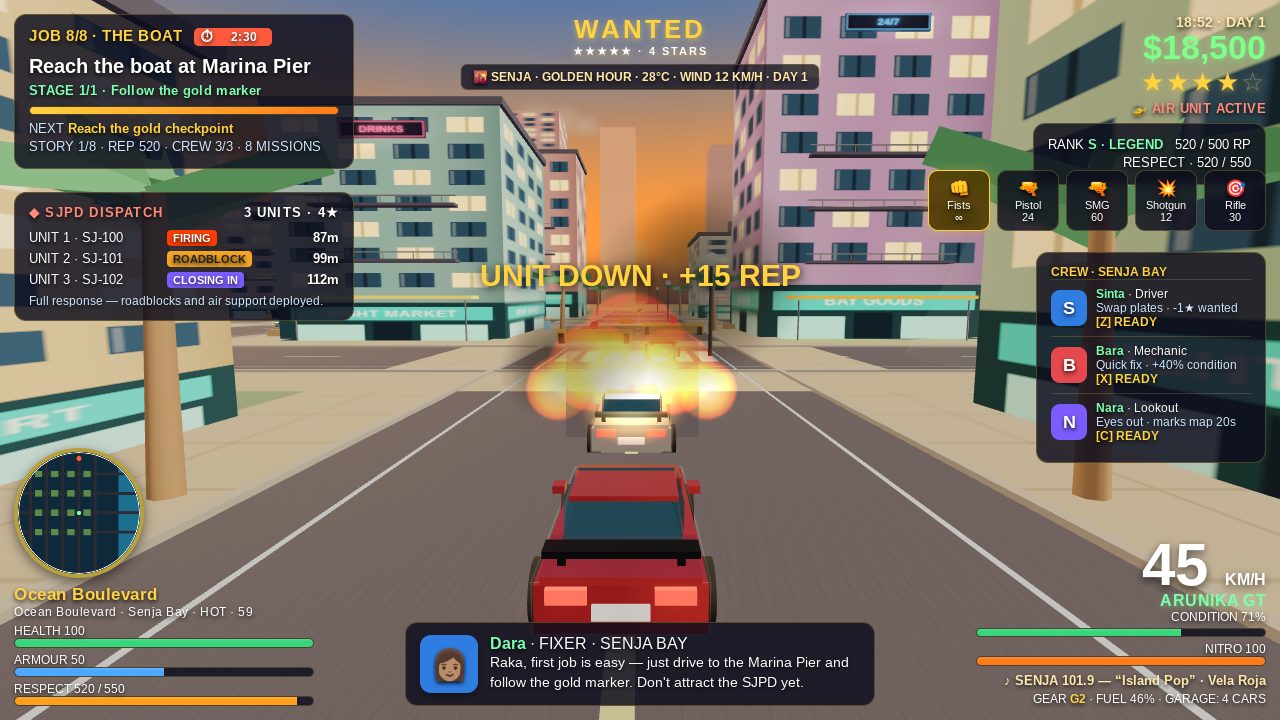 JOB 8/8 · THE BOAT ⏱ 2:30
Reach the boat at Marina Pier
STAGE 1/1 · Follow the gold marker
NEXT Reach the gold checkpoint
STORY 1/8 · REP 520 · CREW 3/3 · 8 MISSIONS
◆ SJPD DISPATCH 3 UNITS · 4★
UNIT 1 · SJ-100 FIRING 87m
UNIT 2 · SJ-101 ROADBLOCK 99m
UNIT 3 · SJ-102 CLOSING IN 112m
Full response — roadblocks and air support deployed.
WANTED
★★★★★ · 4 STARS
SENJA · GOLDEN HOUR · 28°C · WIND 12 KM/H · DAY 1
24/7
DRINKS
18:52 · DAY 1
$18,500
★★★★☆
AIR UNIT ACTIVE
RANK S · LEGEND 520 / 500 RP
RESPECT · 520 / 550
Fists
∞
Pistol
24
SMG
60
Shotgun
12
Rifle
30
UNIT DOWN · +15 REP
BAY GOODS
GHT MARKET
RT
CREW · SENJA BAY
S
Sinta · Driver
Swap plates · -1★ wanted
[Z] READY
B
Bara · Mechanic
Quick fix · +40% condition
[X] READY
N
Nara · Lookout
Eyes out · marks map 20s
[C] READY
Ocean Boulevard
Ocean Boulevard · Senja Bay · HOT · 59
HEALTH 100
ARMOUR 50
RESPECT 520 / 550
Dara · FIXER · SENJA BAY
Raka, first job is easy — just drive to the Marina Pier and
follow the gold marker. Don't attract the SJPD yet.
45 KM/H
ARUNIKA GT
CONDITION 71%
NITRO 100
♪ SENJA 101.9 — “Island Pop” · Vela Roja
GEAR G2 · FUEL 46% · GARAGE: 4 CARS